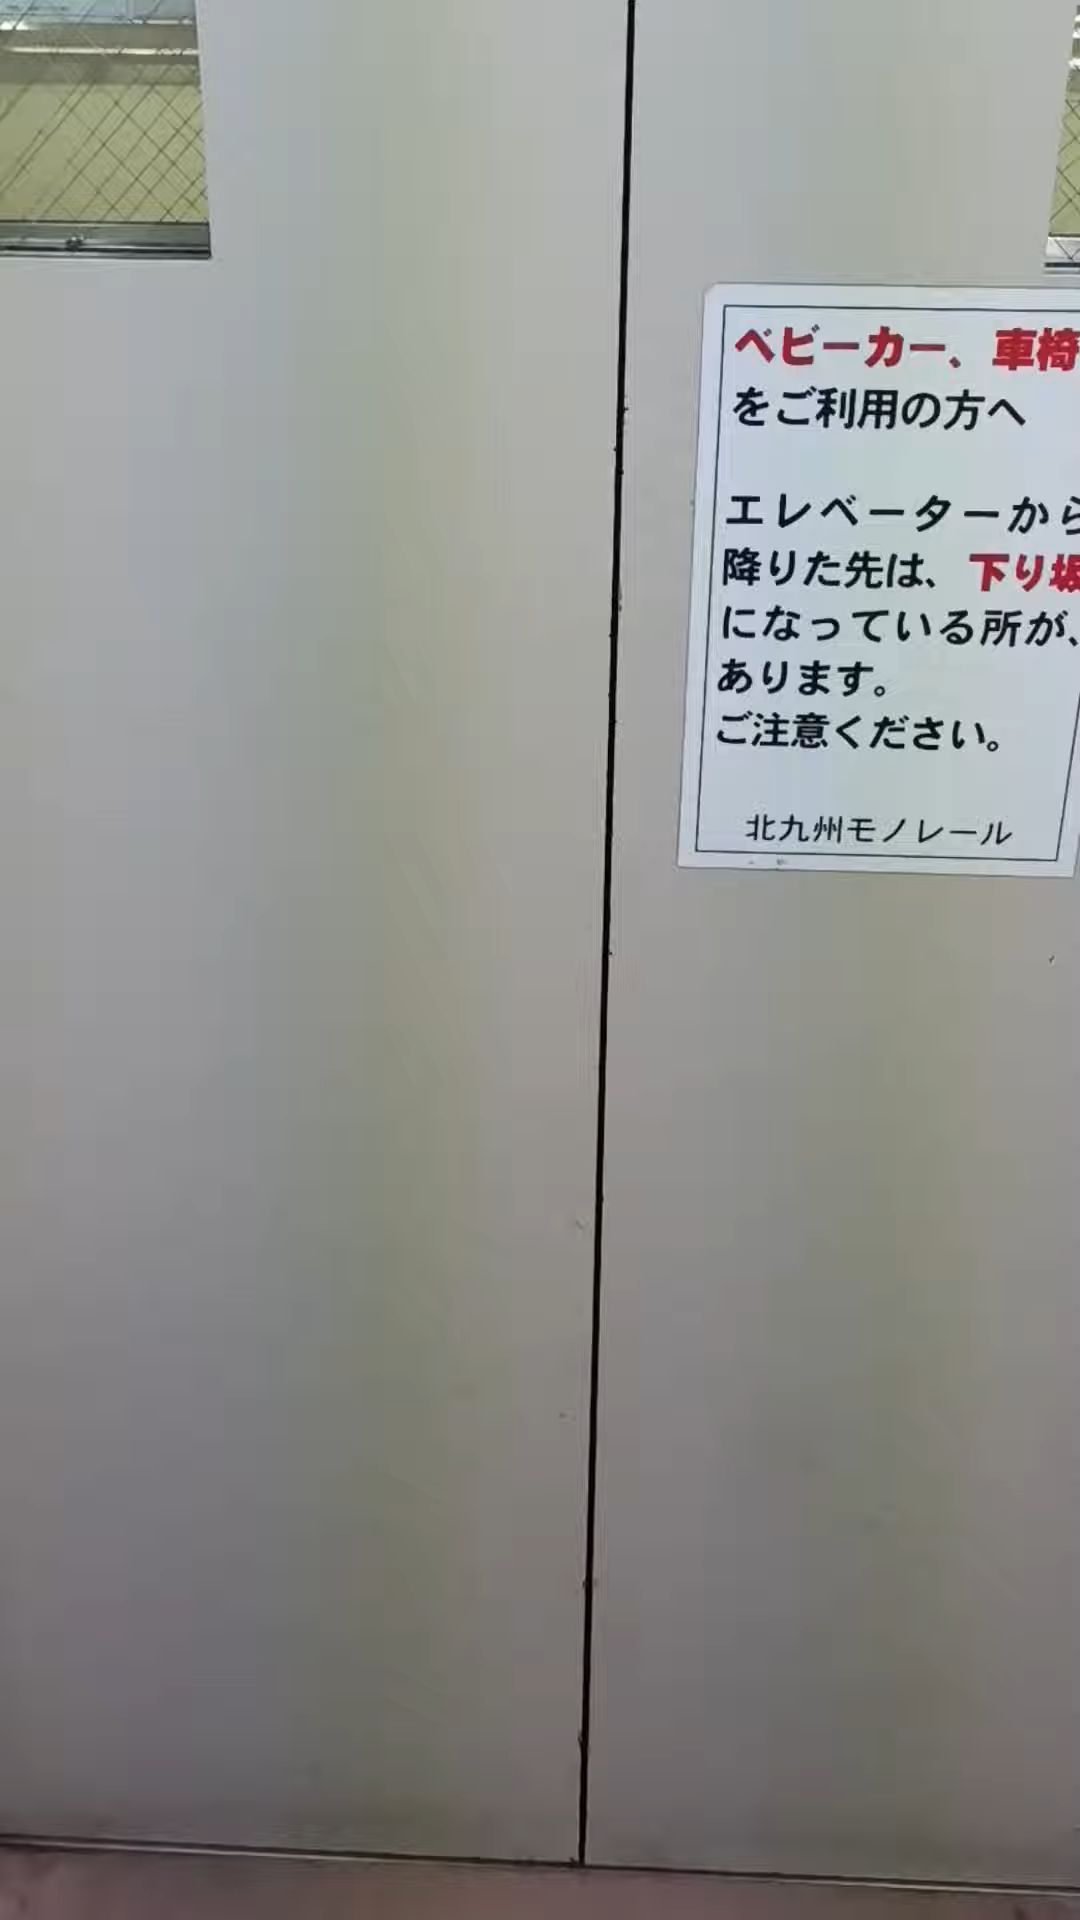 ベビーカー、車椅
をご利用の方へ
エレベーターから
降りた先は、下り坂
になっている所が、
あります。
ご注意ください。
北九州モノレール